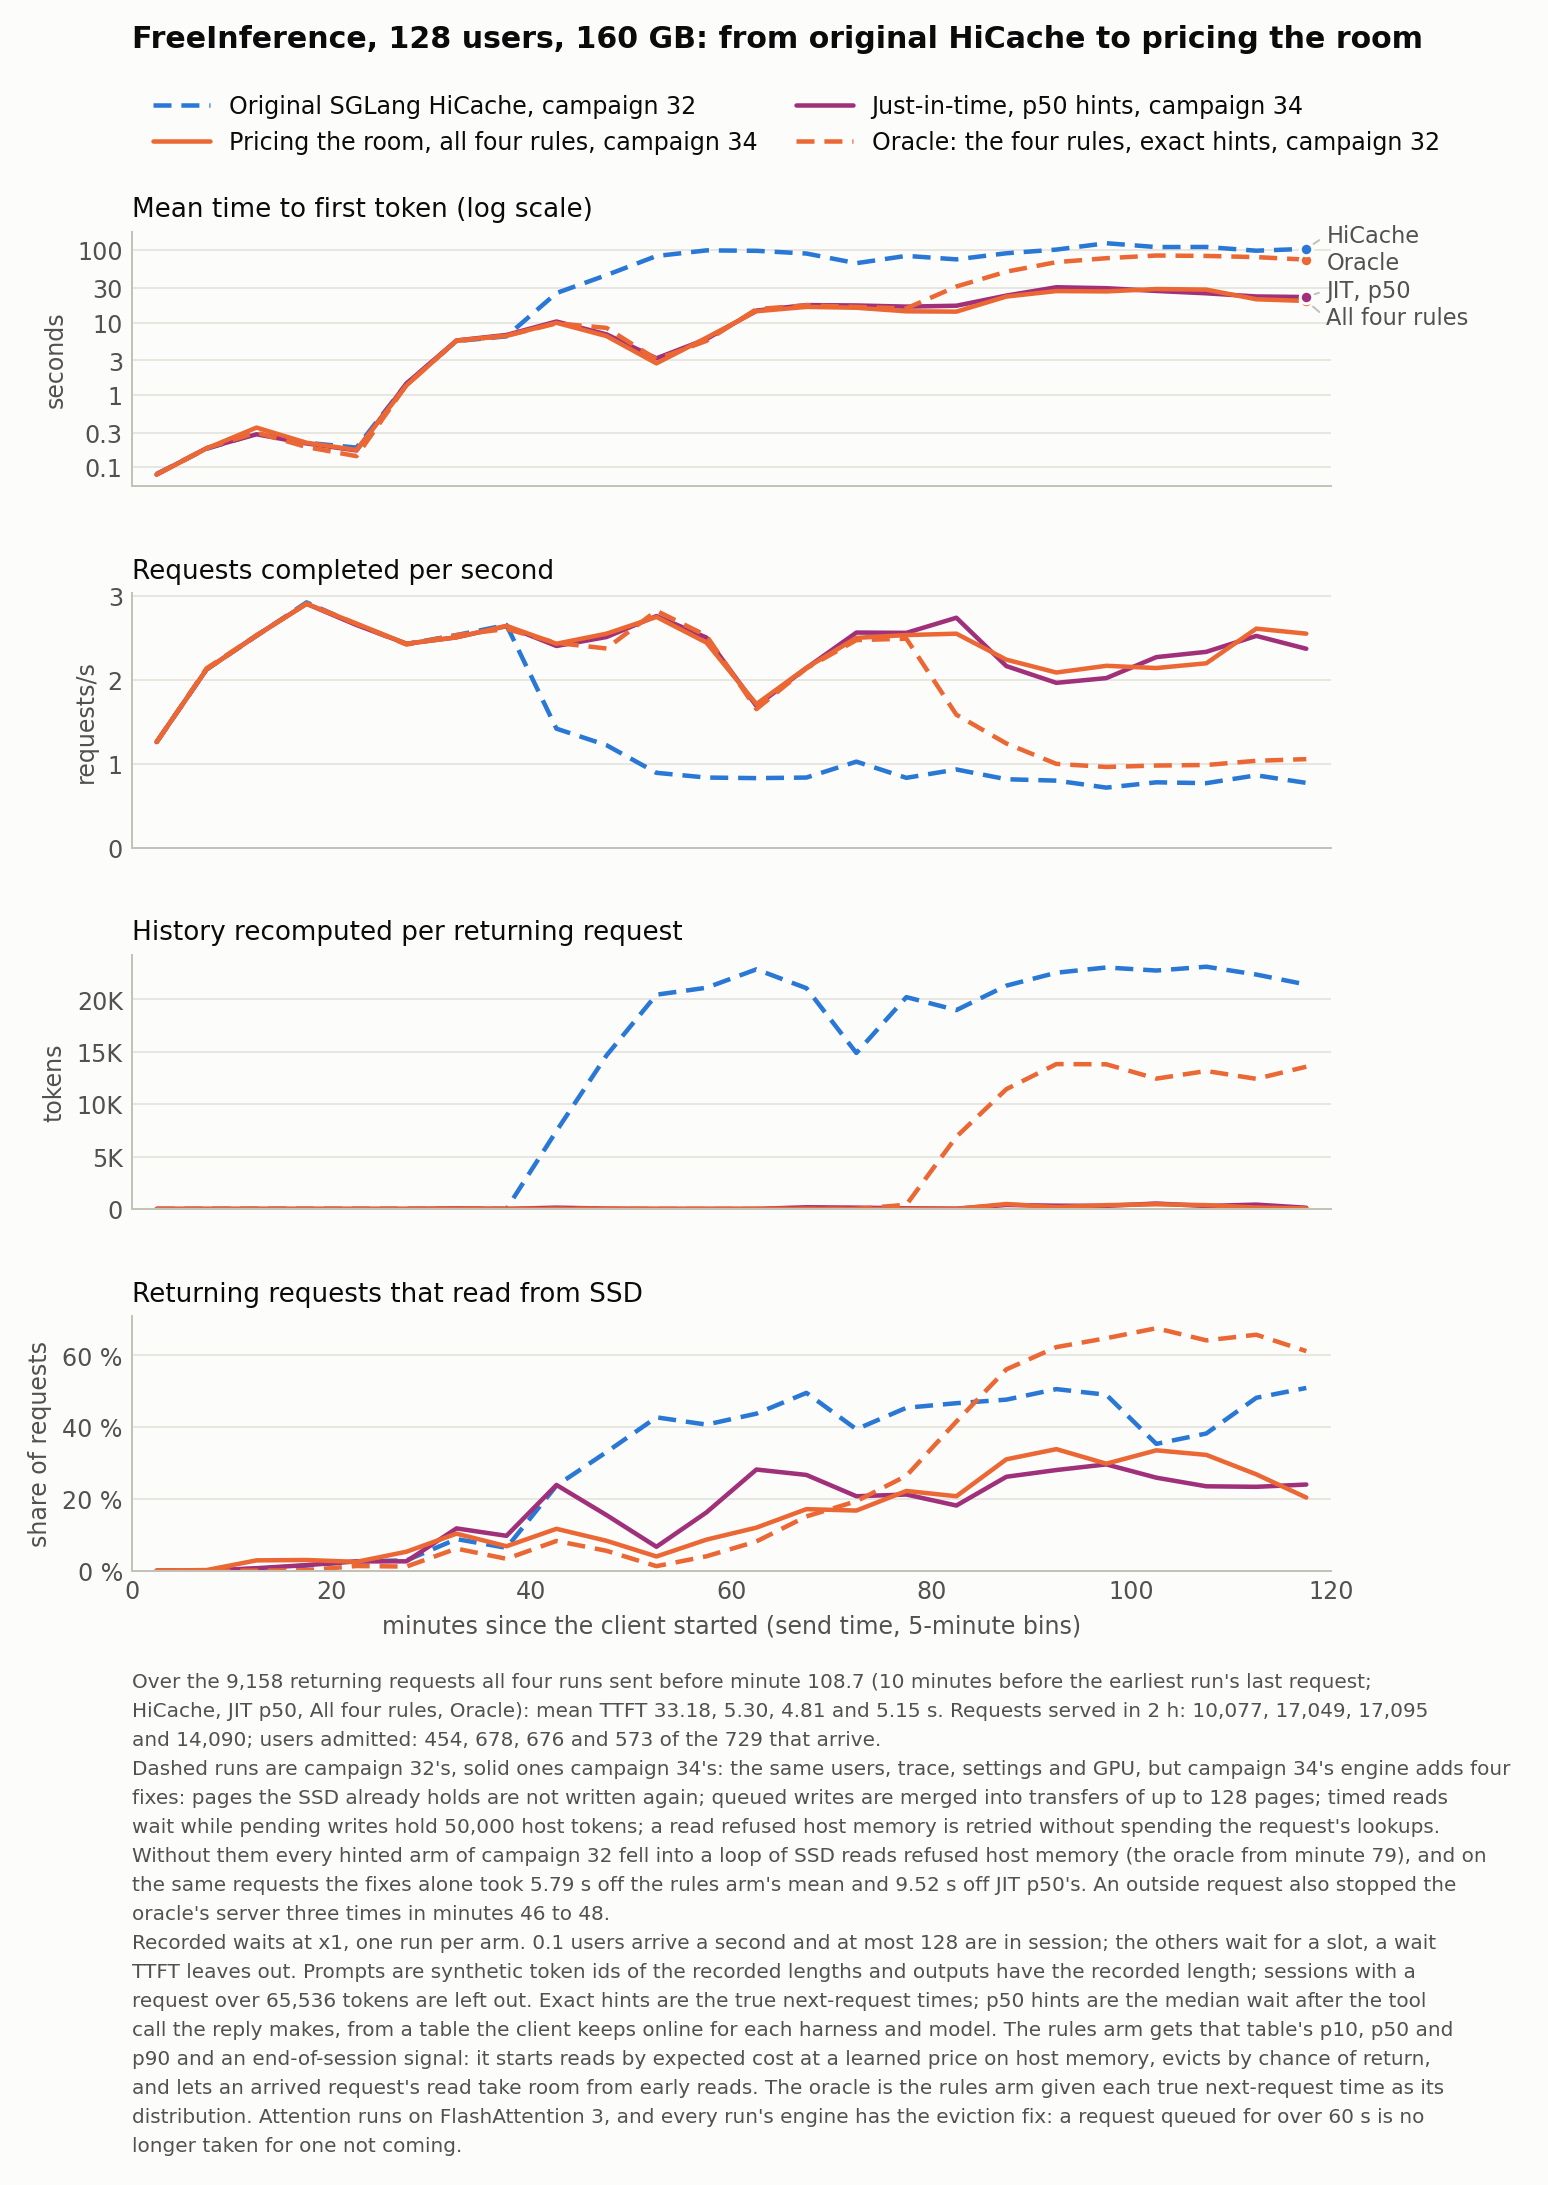 FreeInference, 128 users, 160 GB: from original HiCache to pricing the room
Original SGLang HiCache, campaign 32
Just-in-time, p50 hints, campaign 34
Pricing the room, all four rules, campaign 34
Oracle: the four rules, exact hints, campaign 32
Mean time to first token (log scale)
100
30
10
3
1
0.3
0.1
seconds
HiCache
Oracle
JIT, p50
All four rules
Requests completed per second
3
2
1
0
requests/s
History recomputed per returning request
20K
15K
10K
5K
0
tokens
Returning requests that read from SSD
60 %
40 %
20 %
0 %
share of requests
0 20 40 60 80 100 120
minutes since the client started (send time, 5-minute bins)
Over the 9,158 returning requests all four runs sent before minute 108.7 (10 minutes before the earliest run's last request;
HiCache, JIT p50, All four rules, Oracle): mean TTFT 33.18, 5.30, 4.81 and 5.15 s. Requests served in 2 h: 10,077, 17,049, 17,095
and 14,090; users admitted: 454, 678, 676 and 573 of the 729 that arrive.
Dashed runs are campaign 32's, solid ones campaign 34's: the same users, trace, settings and GPU, but campaign 34's engine adds four
fixes: pages the SSD already holds are not written again; queued writes are merged into transfers of up to 128 pages; timed reads
wait while pending writes hold 50,000 host tokens; a read refused host memory is retried without spending the request's lookups.
Without them every hinted arm of campaign 32 fell into a loop of SSD reads refused host memory (the oracle from minute 79), and on
the same requests the fixes alone took 5.79 s off the rules arm's mean and 9.52 s off JIT p50's. An outside request also stopped the
oracle's server three times in minutes 46 to 48.
Recorded waits at x1, one run per arm. 0.1 users arrive a second and at most 128 are in session; the others wait for a slot, a wait
TTFT leaves out. Prompts are synthetic token ids of the recorded lengths and outputs have the recorded length; sessions with a
request over 65,536 tokens are left out. Exact hints are the true next-request times; p50 hints are the median wait after the tool
call the reply makes, from a table the client keeps online for each harness and model. The rules arm gets that table's p10, p50 and
p90 and an end-of-session signal: it starts reads by expected cost at a learned price on host memory, evicts by chance of return,
and lets an arrived request's read take room from early reads. The oracle is the rules arm given each true next-request time as its
distribution. Attention runs on FlashAttention 3, and every run's engine has the eviction fix: a request queued for over 60 s is no
longer taken for one not coming.